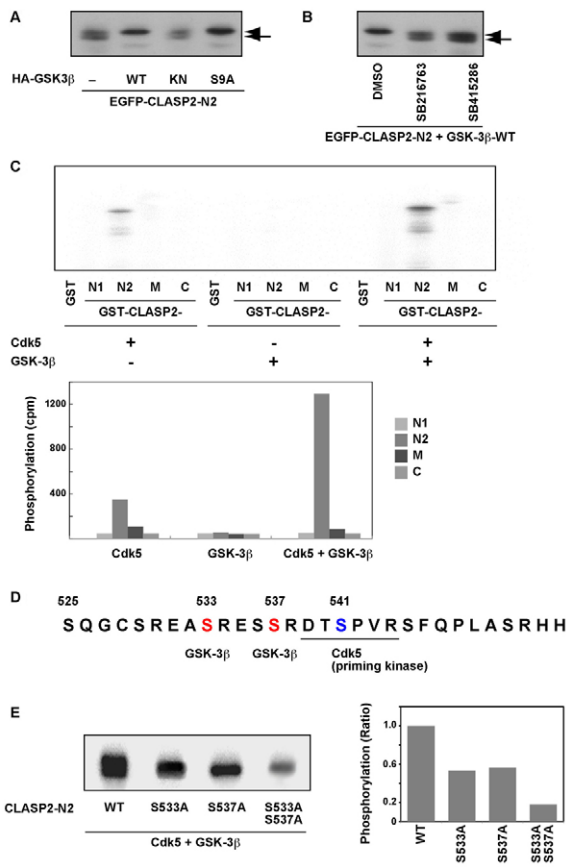 A
HA-GSK3β – WT KN S9A
EGFP-CLASP2-N2
B
DMSO
SB216763
SB415286
EGFP-CLASP2-N2 + GSK-3β-WT
C
GST N1 N2 M C GST N1 N2 M C GST N1 N2 M C
GST-CLASP2- GST-CLASP2- GST-CLASP2-
Cdk5 + - +
GSK-3β - + +
Phosphorylation (cpm)
1200
800
400
N1
N2
M
C
Cdk5 GSK-3β Cdk5 + GSK-3β
D
525 533 537 541
S Q G C S R E A S R E S S R D T S P V R S F Q P L A S R H H
GSK-3β GSK-3β Cdk5
(priming kinase)
E
CLASP2-N2 WT S533A S537A S533A
S537A
Cdk5 + GSK-3β
Phosphorylation (Ratio)
1.0
0.6
0.2
0
WT
S533A
S537A
S533A
S537A